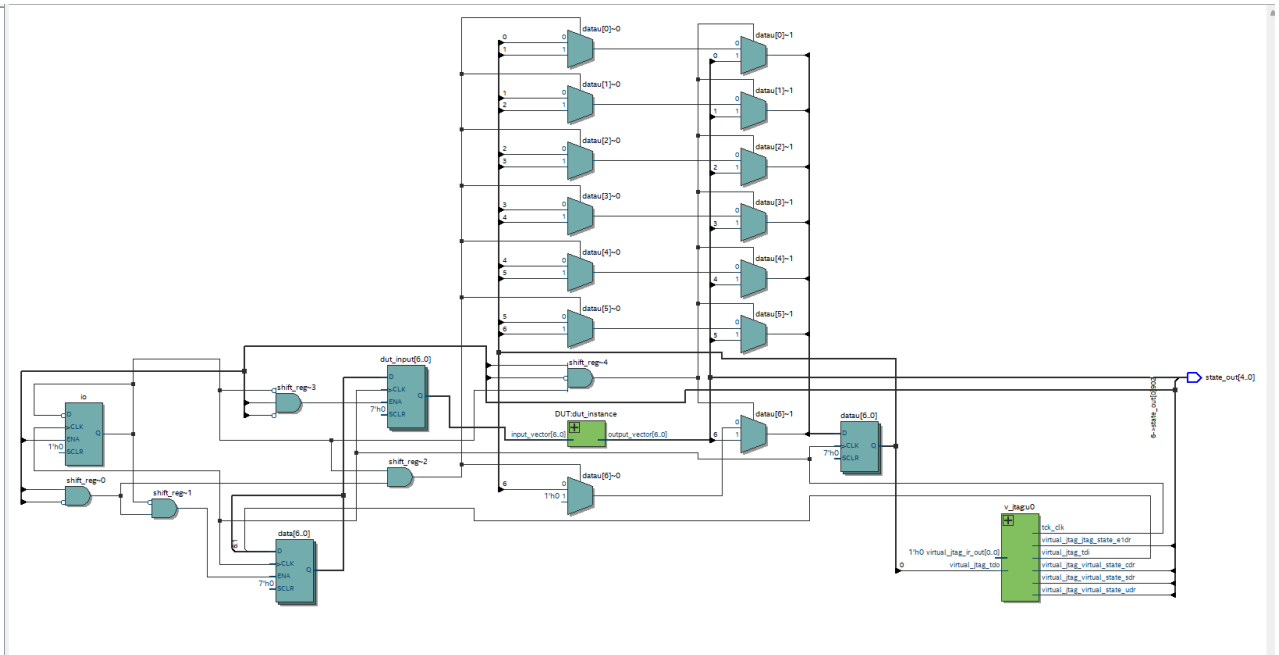 datau[0]~0
0
1
0
1
datau[0]~1
0
0
1
datau[1]~0
1
2
0
1
datau[1]~1
1
0
1
datau[2]~0
2
3
0
1
datau[2]~1
2
0
1
datau[3]~0
3
4
0
1
datau[3]~1
3
0
1
datau[4]~0
4
5
0
1
datau[4]~1
4
0
1
datau[5]~0
5
6
0
1
datau[5]~1
5
0
1
dut_input[6..0]
D
CLK
ENA
SCLR
Q
7'h0
shift_reg~4
shift_reg~3
state_out[4..0]
io
D
CLK
ENA
SCLR
Q
1'h0
DUT:dut_instance
input_vector[6..0]
output_vector[6..0]
datau[6]~1
6
0
1
datau[6..0]
D
CLK
SCLR
Q
7'h0
shift_reg~2
datau[6]~0
6
0
1'h0 1
shift_reg~0
shift_reg~1
data[6..0]
D
CLK
ENA
SCLR
Q
7'h0
v_jtag:u0
tck_clk
virtual_jtag_jtag_state_e1dr
1'h0 virtual_jtag_ir_out[0..0]
virtual_jtag_tdi
0
virtual_jtag_tdo
virtual_jtag_virtual_state_cdr
virtual_jtag_virtual_state_sdr
virtual_jtag_virtual_state_udr